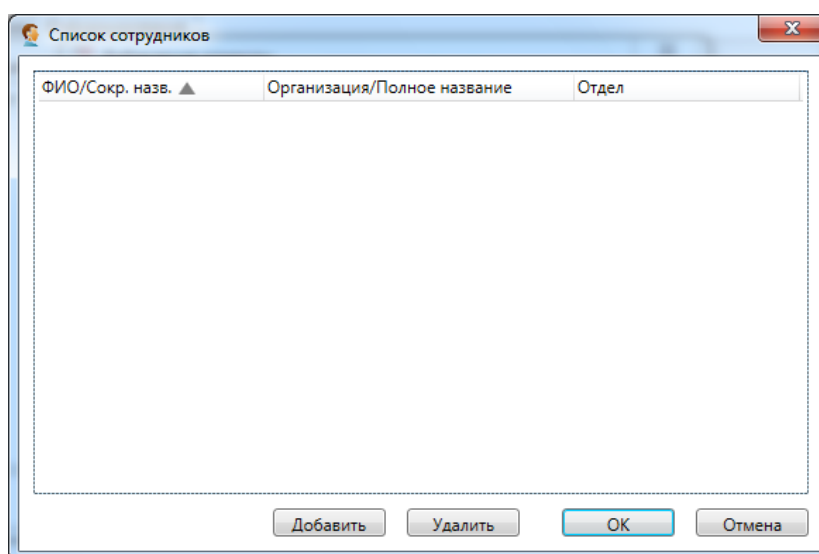 Список сотрудников
ФИО/Сокр. назв. Организация/Полное название Отдел
Добавить Удалить OK Отмена